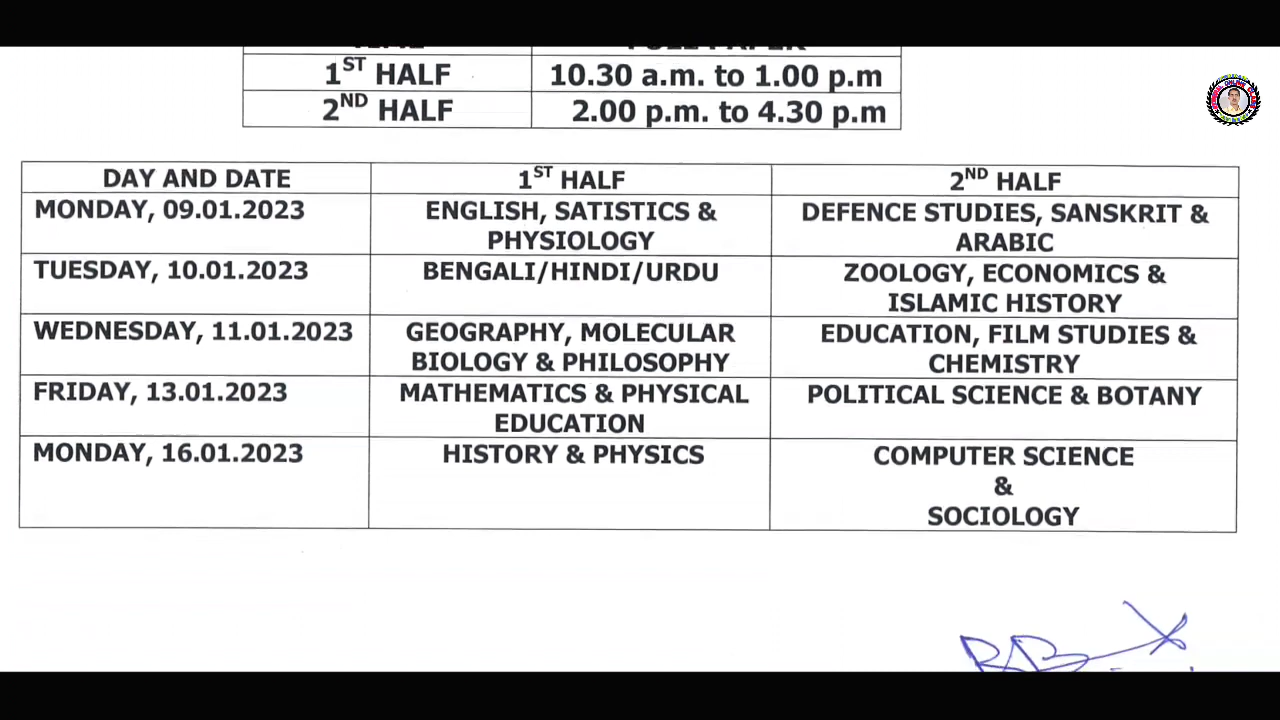 1ST HALF 10.30 a.m. to 1.00 p.m
2ND HALF 2.00 p.m. to 4.30 p.m
DAY AND DATE 1ST HALF 2ND HALF
MONDAY, 09.01.2023 ENGLISH, SATISTICS & DEFENCE STUDIES, SANSKRIT &
PHYSIOLOGY ARABIC
TUESDAY, 10.01.2023 BENGALI/HINDI/URDU ZOOLOGY, ECONOMICS &
ISLAMIC HISTORY
WEDNESDAY, 11.01.2023 GEOGRAPHY, MOLECULAR EDUCATION, FILM STUDIES &
BIOLOGY & PHILOSOPHY CHEMISTRY
FRIDAY, 13.01.2023 MATHEMATICS & PHYSICAL POLITICAL SCIENCE & BOTANY
EDUCATION
MONDAY, 16.01.2023 HISTORY & PHYSICS COMPUTER SCIENCE
&
SOCIOLOGY